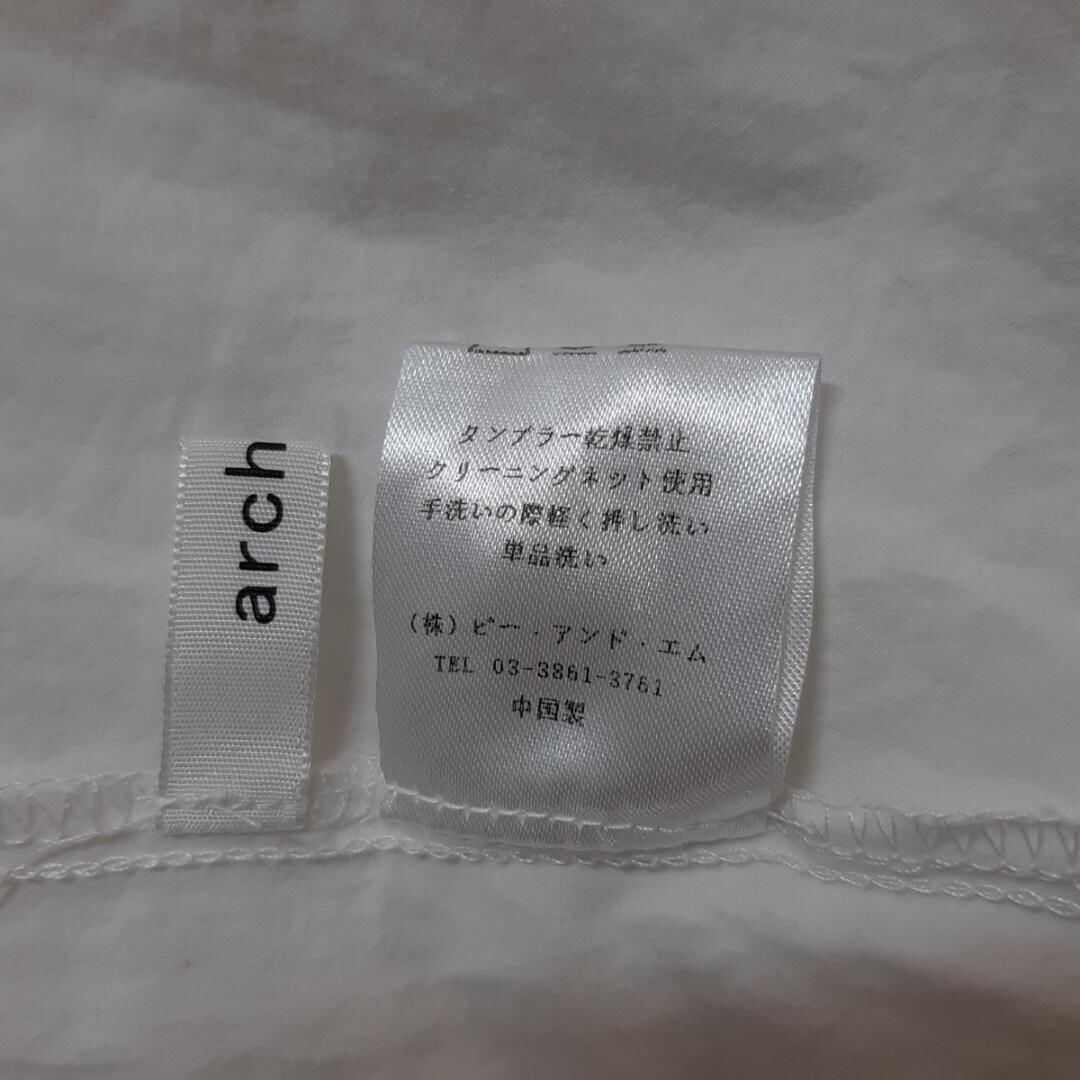 arch
タンブラー乾燥禁止
クリーニングネット使用
手洗いの際軽く押し洗い
単品洗い
(株)ピー.アンド.エム
TEL 03-3861-3761
中国製